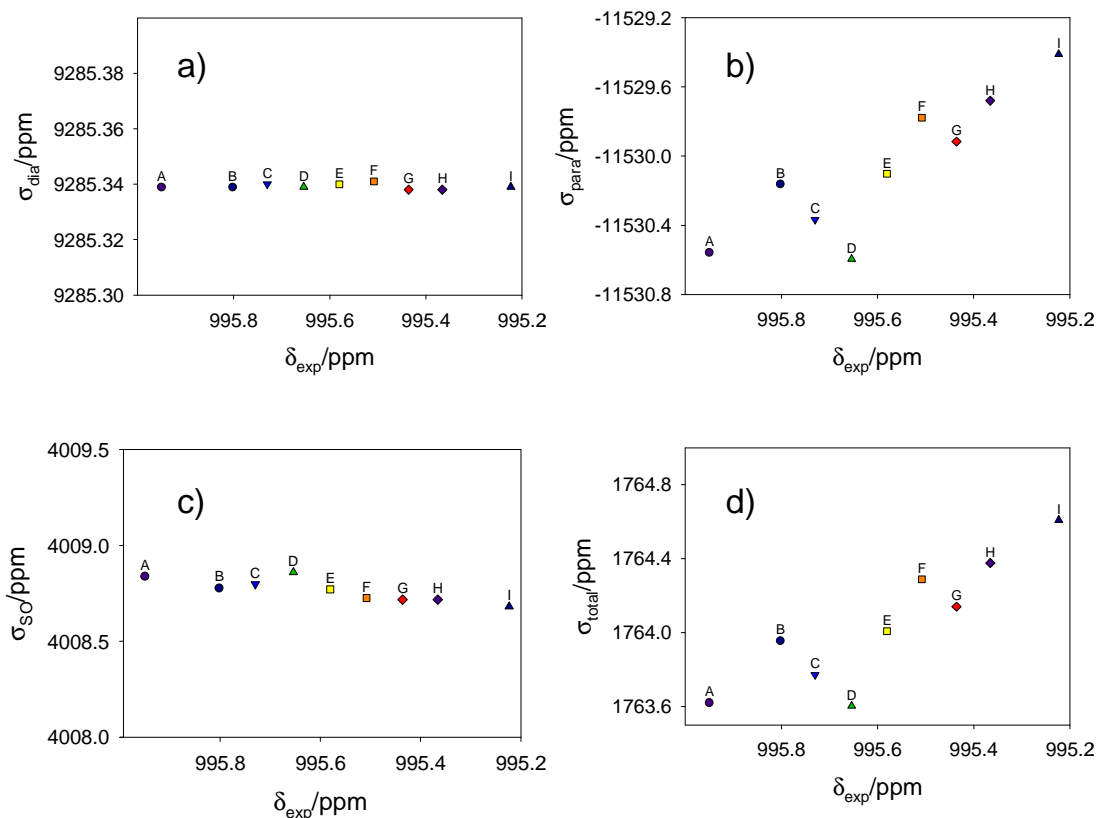 a)
9285.38
9285.36
9285.34
9285.32
9285.30
σdia/ppm
A B C D E F G H I
995.8 995.6 995.4 995.2
δexp/ppm
b)
-11529.2
-11529.6
-11530.0
-11530.4
-11530.8
σpara/ppm
A B C D E F G H I
995.8 995.6 995.4 995.2
δexp/ppm
c)
4009.5
4009.0
4008.5
4008.0
σSO/ppm
A B C D E F G H I
995.8 995.6 995.4 995.2
δexp/ppm
d)
1764.8
1764.4
1764.0
1763.6
σtotal/ppm
A B C D E F G H I
995.8 995.6 995.4 995.2
δexp/ppm